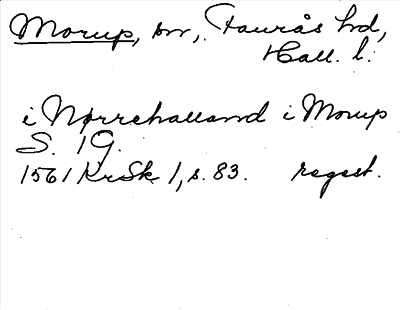 Morup, sn, Faurås hd,
Hall. l.
i Nørrehalland i Morup
S. 19.
1561 KrSk 1, s. 83. regest.